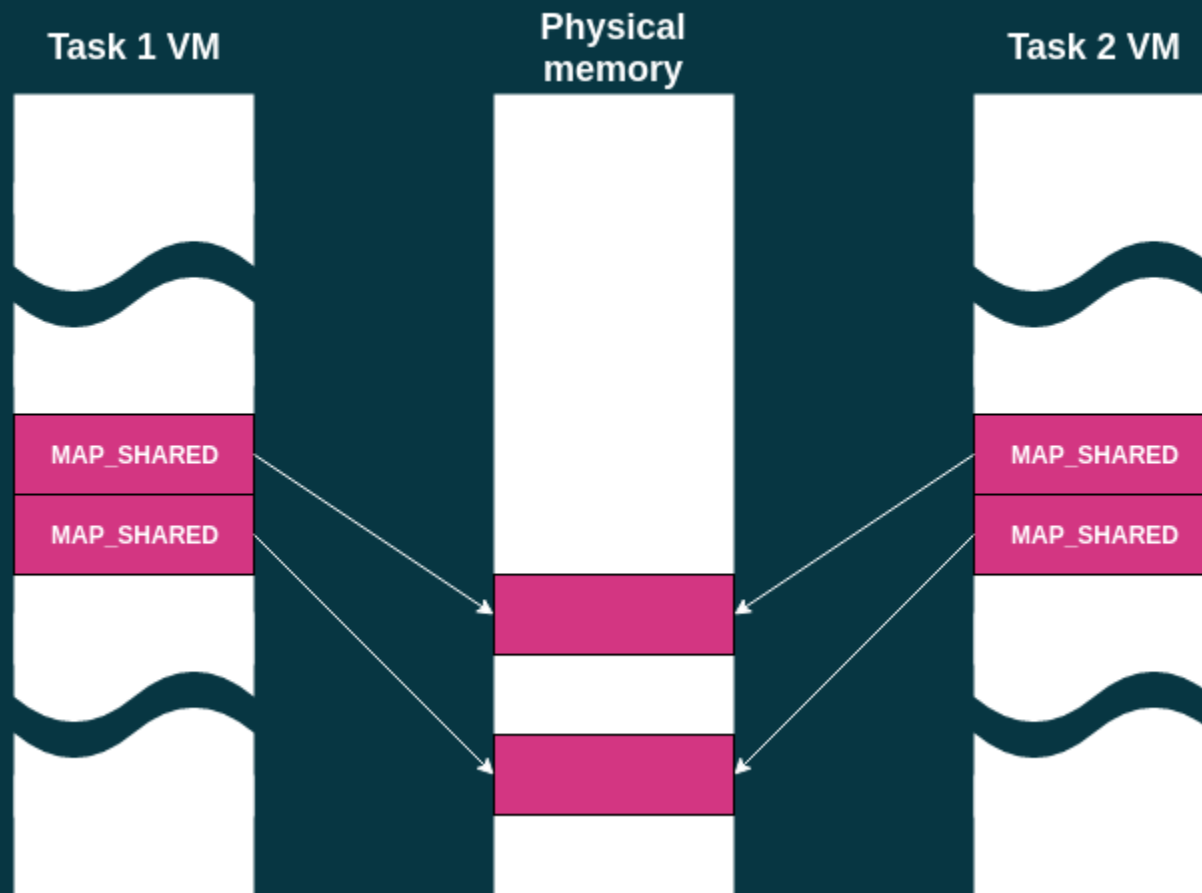 Task 1 VM
Physical
memory
Task 2 VM
MAP_SHARED
MAP_SHARED
MAP_SHARED
MAP_SHARED